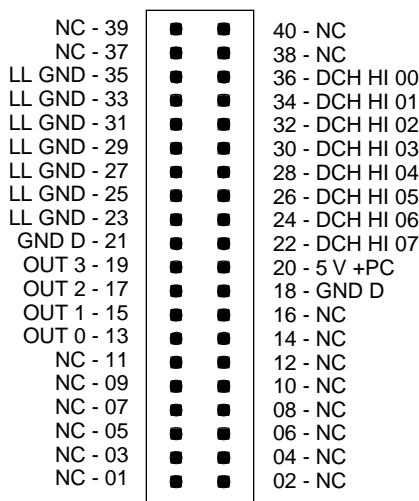 NC - 39 40 - NC
NC - 37 38 - NC
LL GND - 35 36 - DCH HI 00
LL GND - 33 34 - DCH HI 01
LL GND - 31 32 - DCH HI 02
LL GND - 29 30 - DCH HI 03
LL GND - 27 28 - DCH HI 04
LL GND - 25 26 - DCH HI 05
LL GND - 23 24 - DCH HI 06
GND D - 21 22 - DCH HI 07
OUT 3 - 19 20 - 5 V +PC
OUT 2 - 17 18 - GND D
OUT 1 - 15 16 - NC
OUT 0 - 13 14 - NC
NC - 11 12 - NC
NC - 09 10 - NC
NC - 07 08 - NC
NC - 05 06 - NC
NC - 03 04 - NC
NC - 01 02 - NC